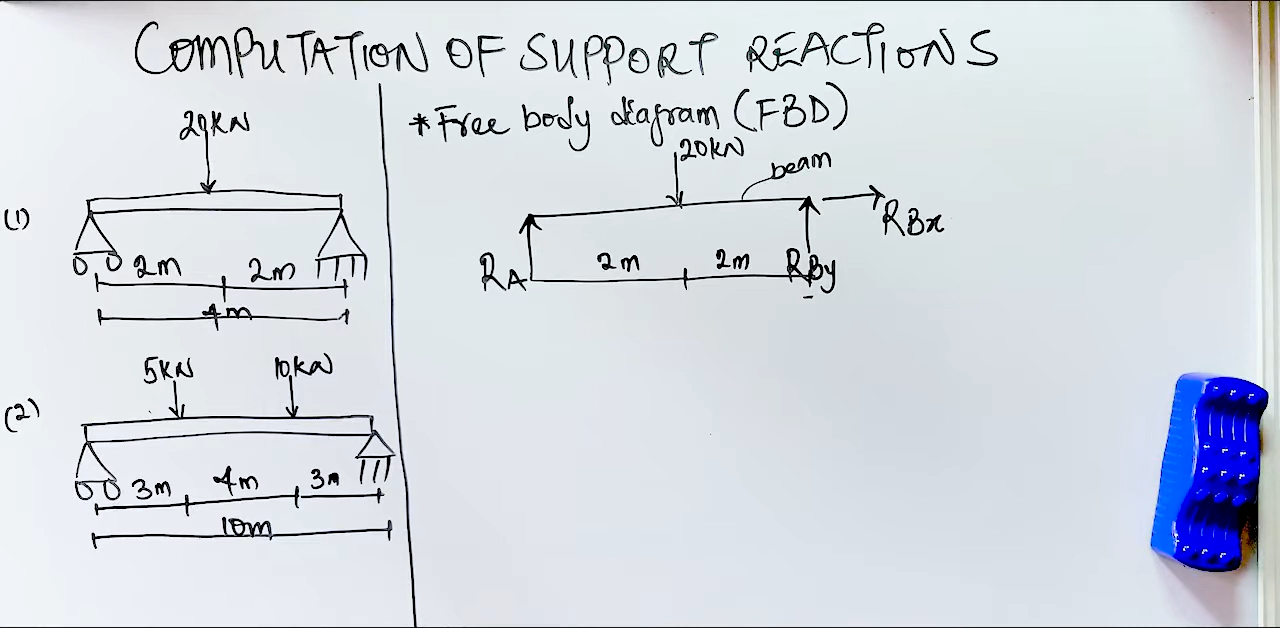 COMPUTATION OF SUPPORT REACTIONS
(1)
20KN
2m 2m
4m
(2)
5KN 10KN
3m 4m 3m
10m
*Free body diagram (FBD)
20KN
beam
RA 2m 2m RBy RBx